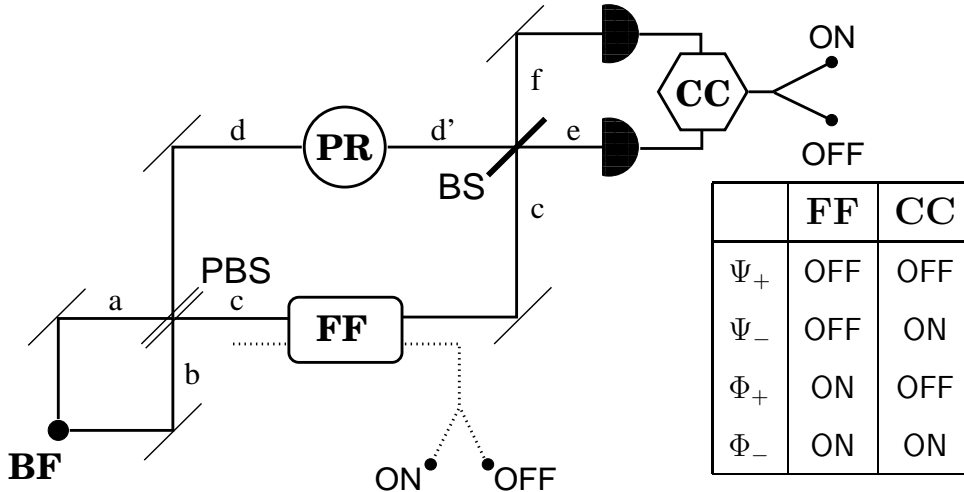 ON
f
CC
d
PR
d'
e
BS
OFF
c
FF CC
PBS
a
c
Ψ+ OFF OFF
FF
Ψ− OFF ON
b
Φ+ ON OFF
Φ− ON ON
BF
ON
OFF